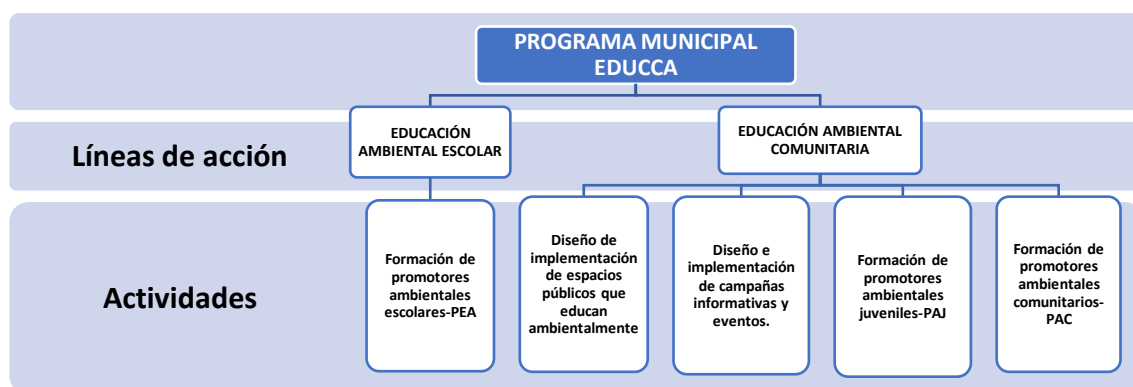 PROGRAMA MUNICIPAL
EDUCCA
Líneas de acción
EDUCACIÓN
AMBIENTAL ESCOLAR
EDUCACIÓN AMBIENTAL
COMUNITARIA
Actividades
Formación de
promotores
ambientales
escolares-PEA
Diseño de
implementación
de espacios
públicos que
educan
ambientalmente
Diseño e
implementación
de campañas
informativas y
eventos.
Formación de
promotores
ambientales
juveniles-PAJ
Formación de
promotores
ambientales
comunitarios-
PAC